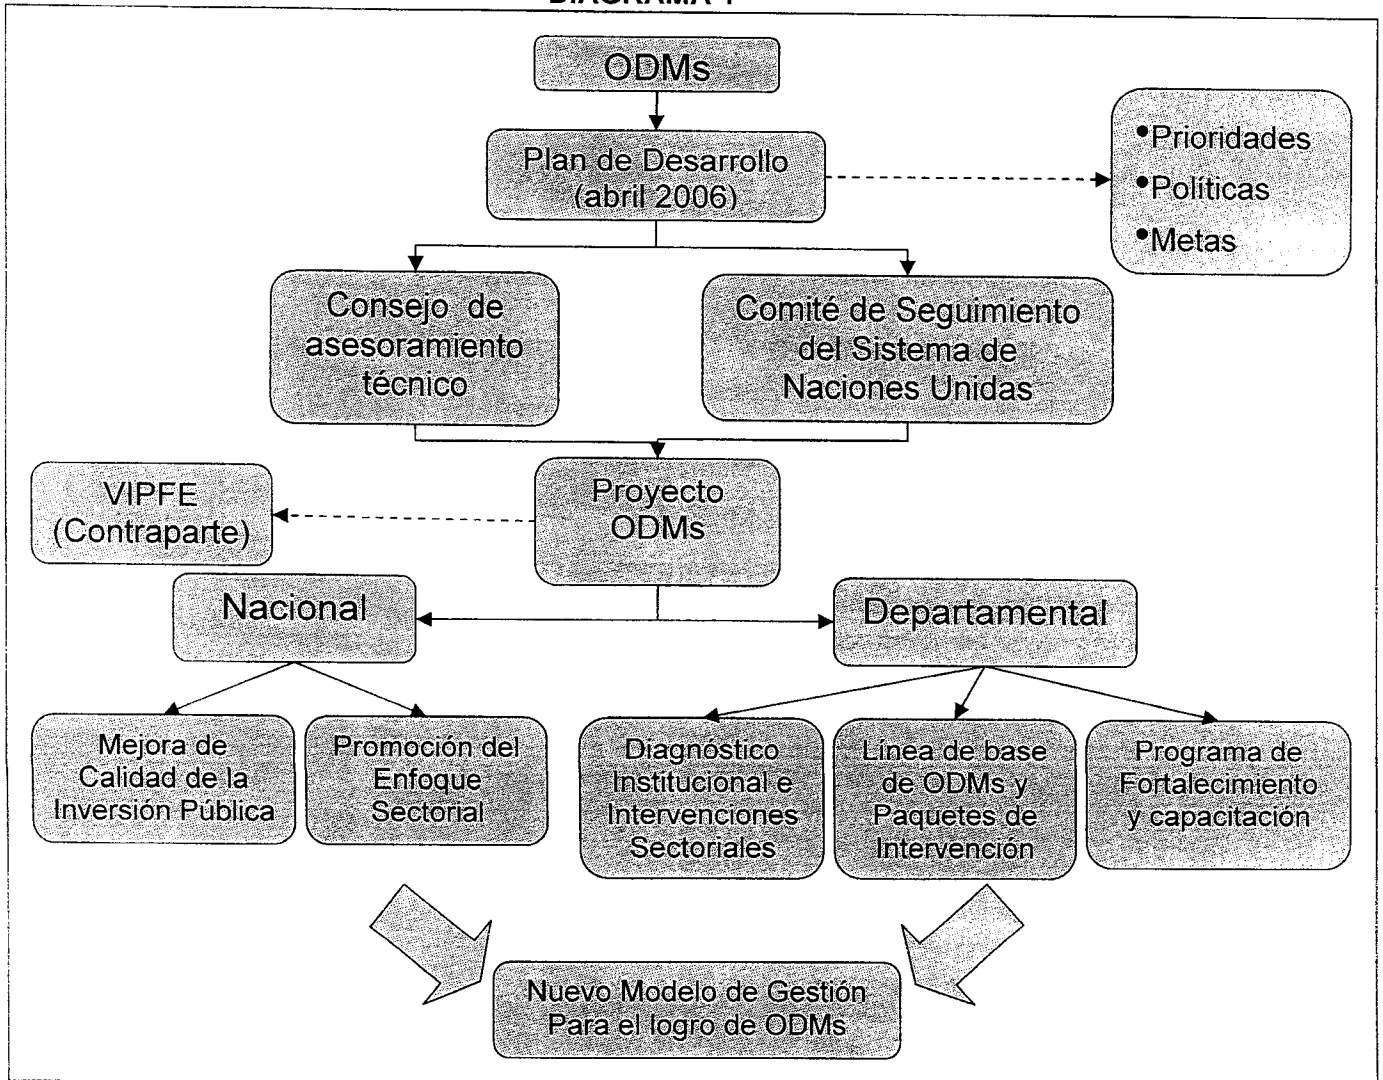 ODMs
Plan de Desarrollo
(abril 2006)
•Prioridades
•Políticas
•Metas
Consejo de
asesoramiento
técnico
Comité de Seguimiento
del Sistema de
Naciones Unidas
VIPFE
(Contraparte)
Proyecto
ODMs
Nacional
Departamental
Mejora de
Calidad de la
Inversión Pública
Promoción del
Enfoque
Sectorial
Diagnóstico
Institucional e
Intervenciones
Sectoriales
Línea de base
de ODMs y
Paquetes de
Intervención
Programa de
Fortalecimiento
y capacitación
Nuevo Modelo de Gestión
Para el logro de ODMs